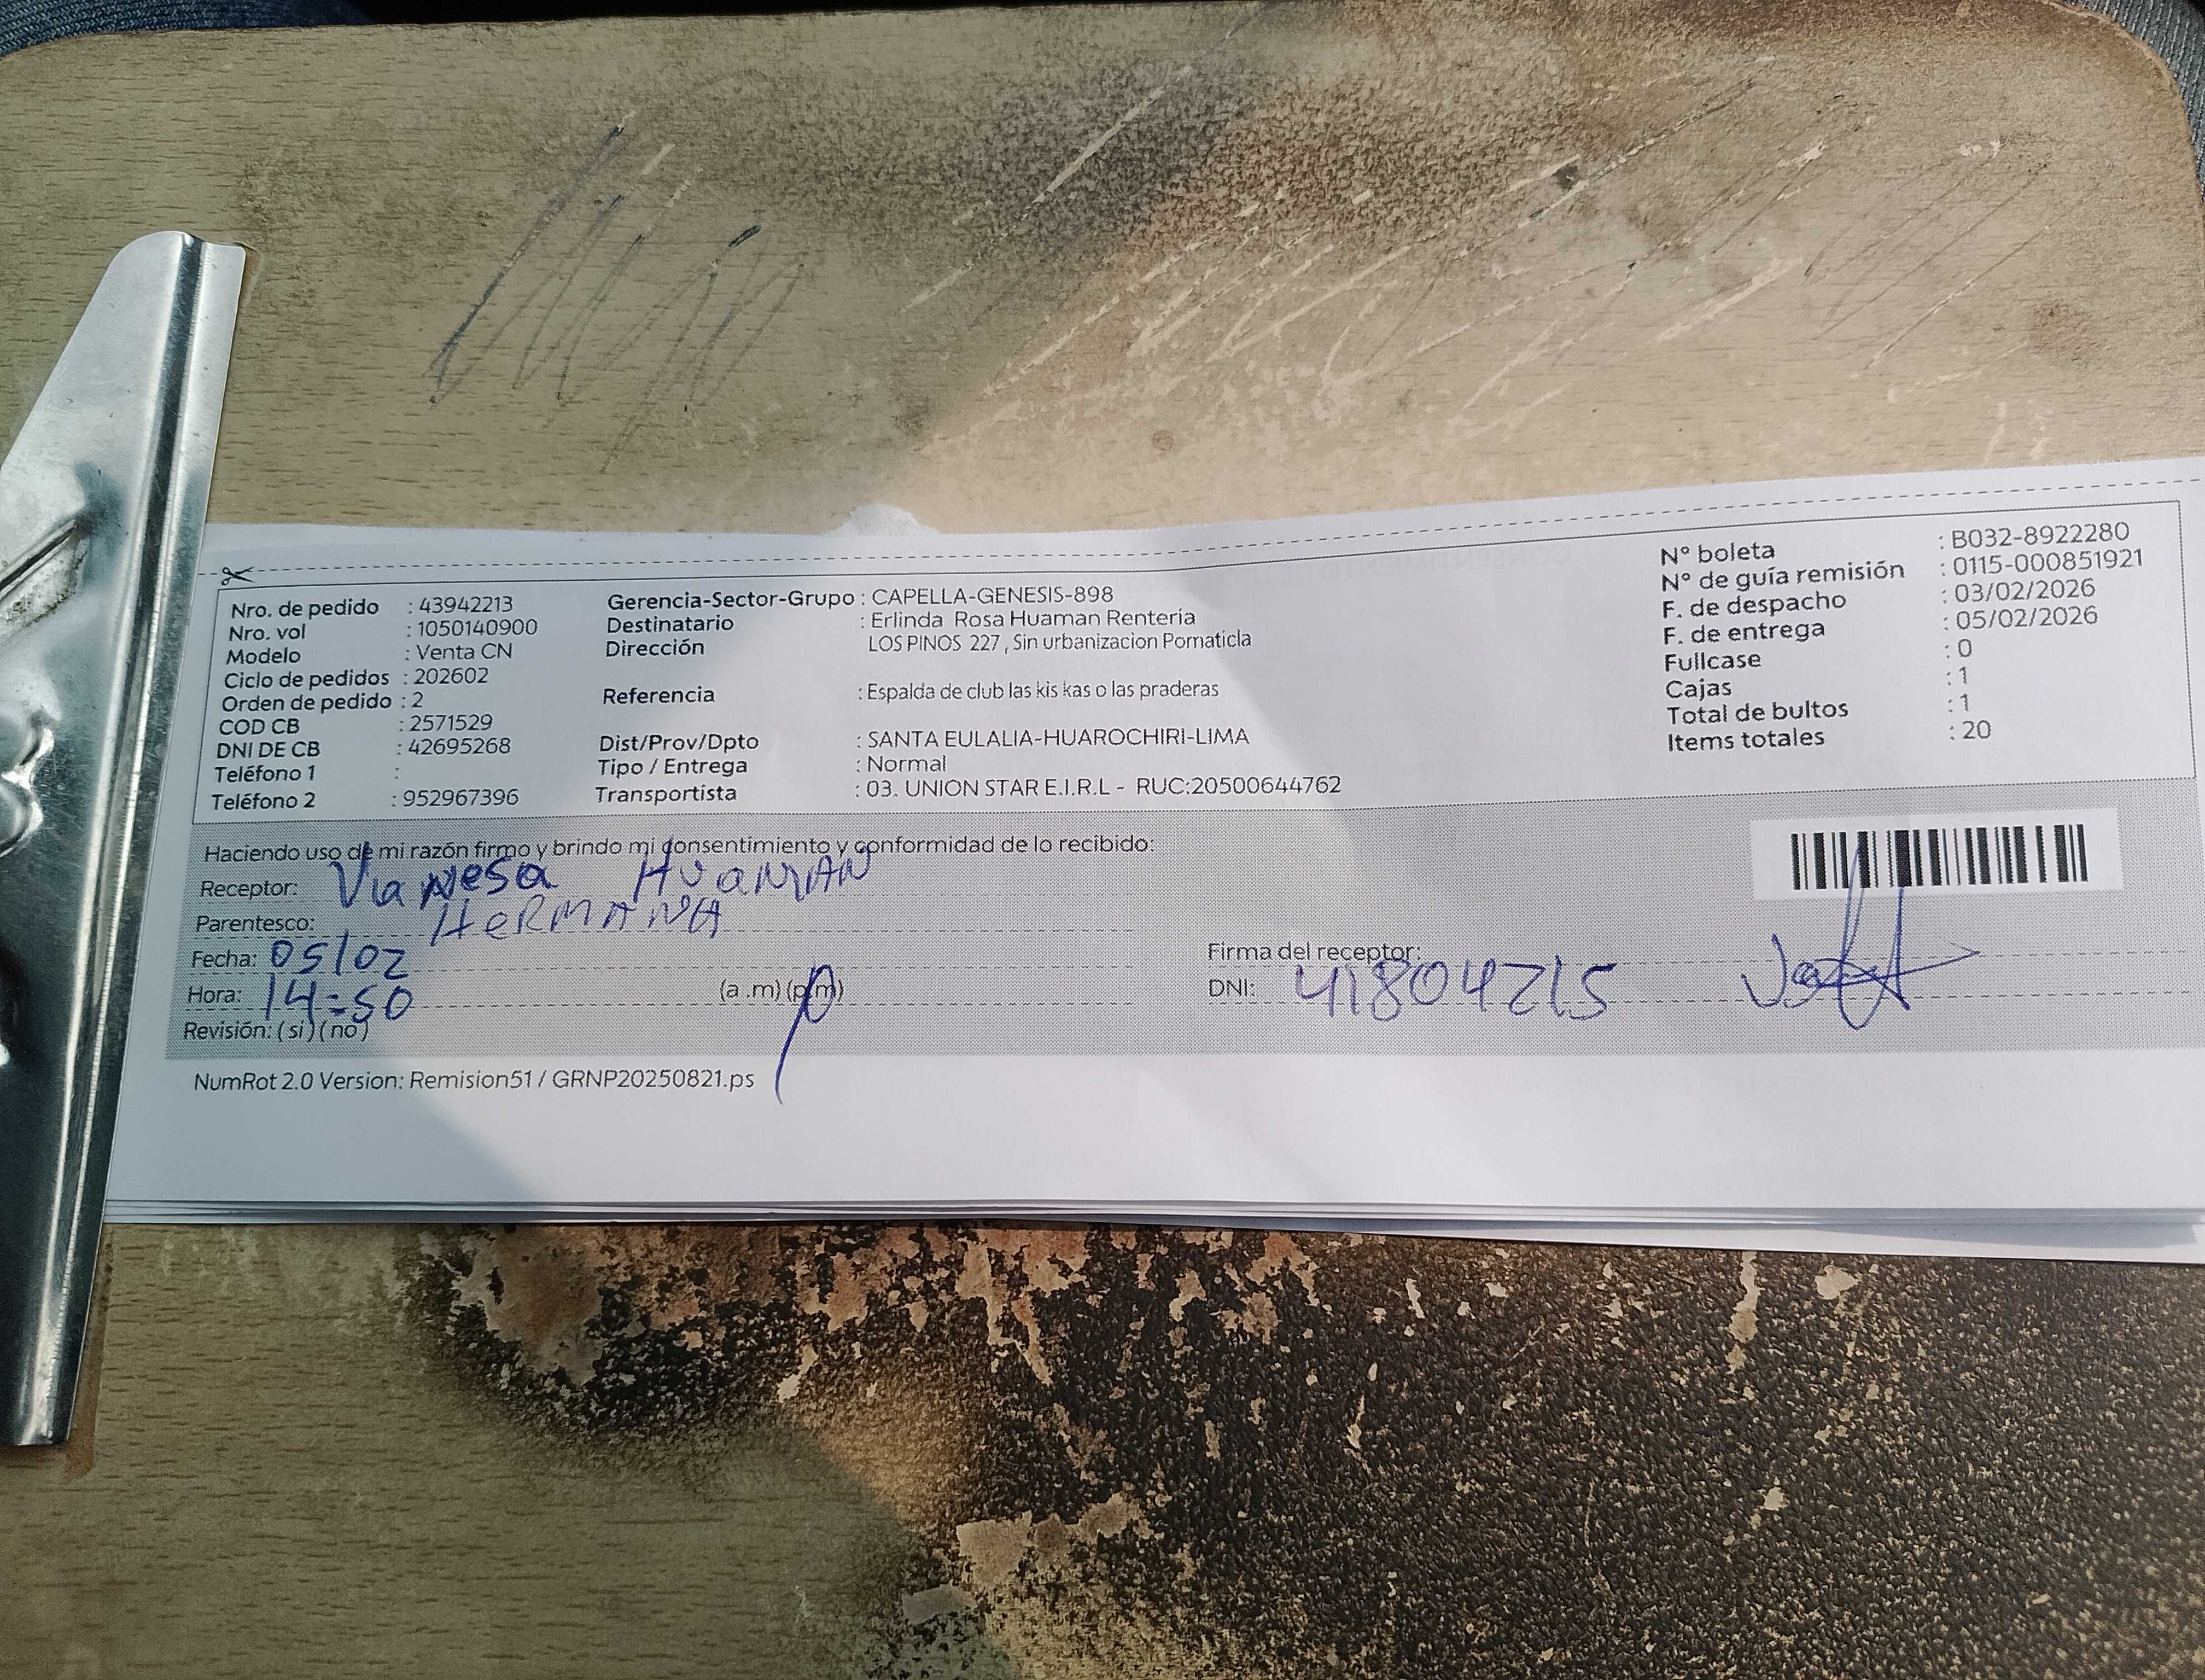 Nro. de pedido : 43942213
Nro. vol : 1050140900
Modelo : Venta CN
Ciclo de pedidos : 202602
Orden de pedido : 2
COD CB : 2571529
DNI DE CB : 42695268
Teléfono 1 :
Teléfono 2 : 952967396
Gerencia-Sector-Grupo : CAPELLA-GENESIS-898
Destinatario : Erlinda Rosa Huaman Rentería
Dirección LOS PINOS 227 , Sin urbanizacion Pomaticla
Referencia : Espalda de club las kis kas o las praderas
Dist/Prov/Dpto : SANTA EULALIA-HUAROCHIRI-LIMA
Tipo / Entrega : Normal
Transportista : 03. UNION STAR E.I.R.L - RUC:20500644762
N° boleta : B032-8922280
N° de guía remisión : 0115-000851921
F. de despacho : 03/02/2026
F. de entrega : 05/02/2026
Fullcase : 0
Cajas : 1
Total de bultos : 1
Items totales : 20
Haciendo uso de mi razón firmo y brindo mi consentimiento y conformidad de lo recibido:
Receptor: Vanesa HuamAN
Parentesco: HeRMANA
Fecha: 05/02
Hora: 14:50 (a .m) (p.m)
Revisión: ( si ) ( no )
Firma del receptor:
DNI: 41804215
NumRot 2.0 Version: Remision51 / GRNP20250821.ps